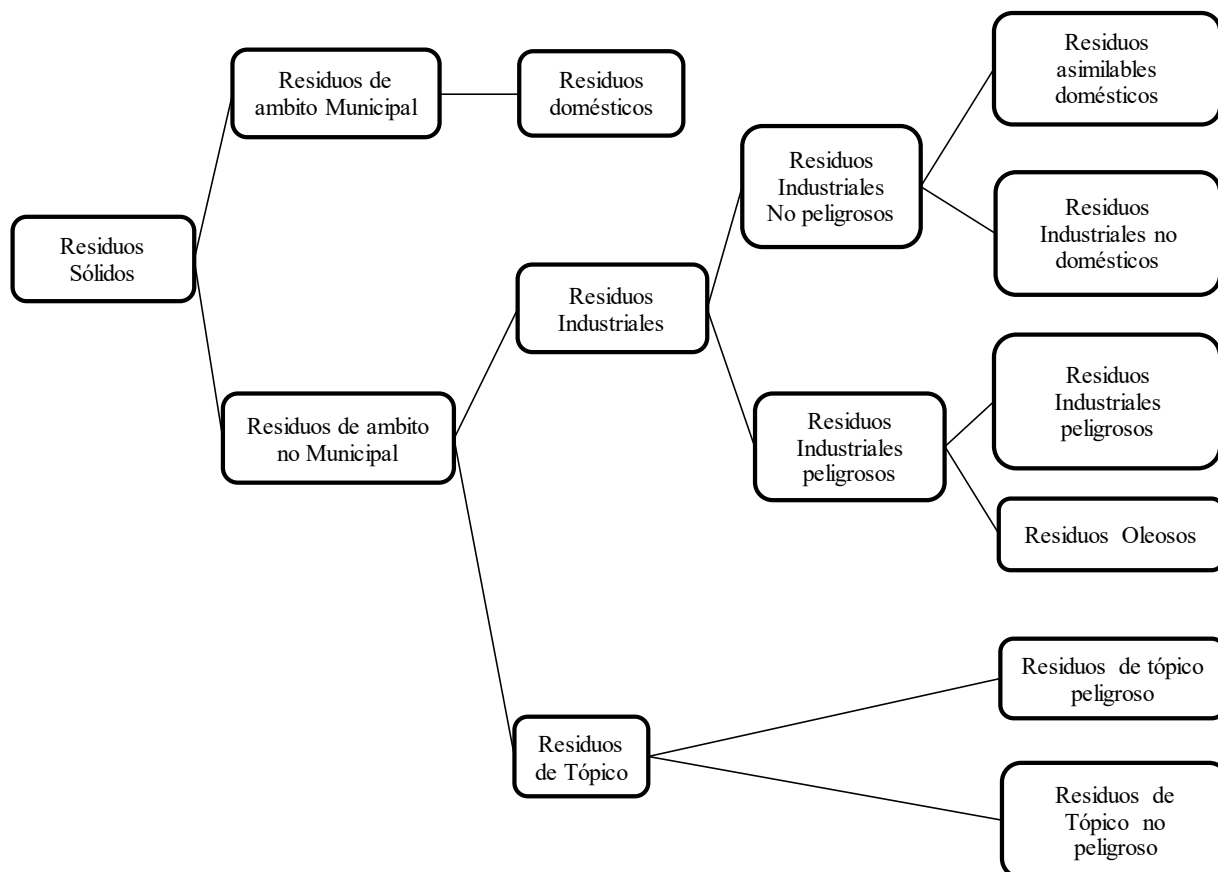 Residuos
Sólidos
Residuos de
ambito Municipal
Residuos
domésticos
Residuos de ambito
no Municipal
Residuos
Industriales
Residuos
Industriales
No peligrosos
Residuos
asimilables
domésticos
Residuos
Industriales no
domésticos
Residuos
Industriales
peligrosos
Residuos
Industriales
peligrosos
Residuos Oleosos
Residuos
de Tópico
Residuos de tópico
peligroso
Residuos de
Tópico no
peligroso